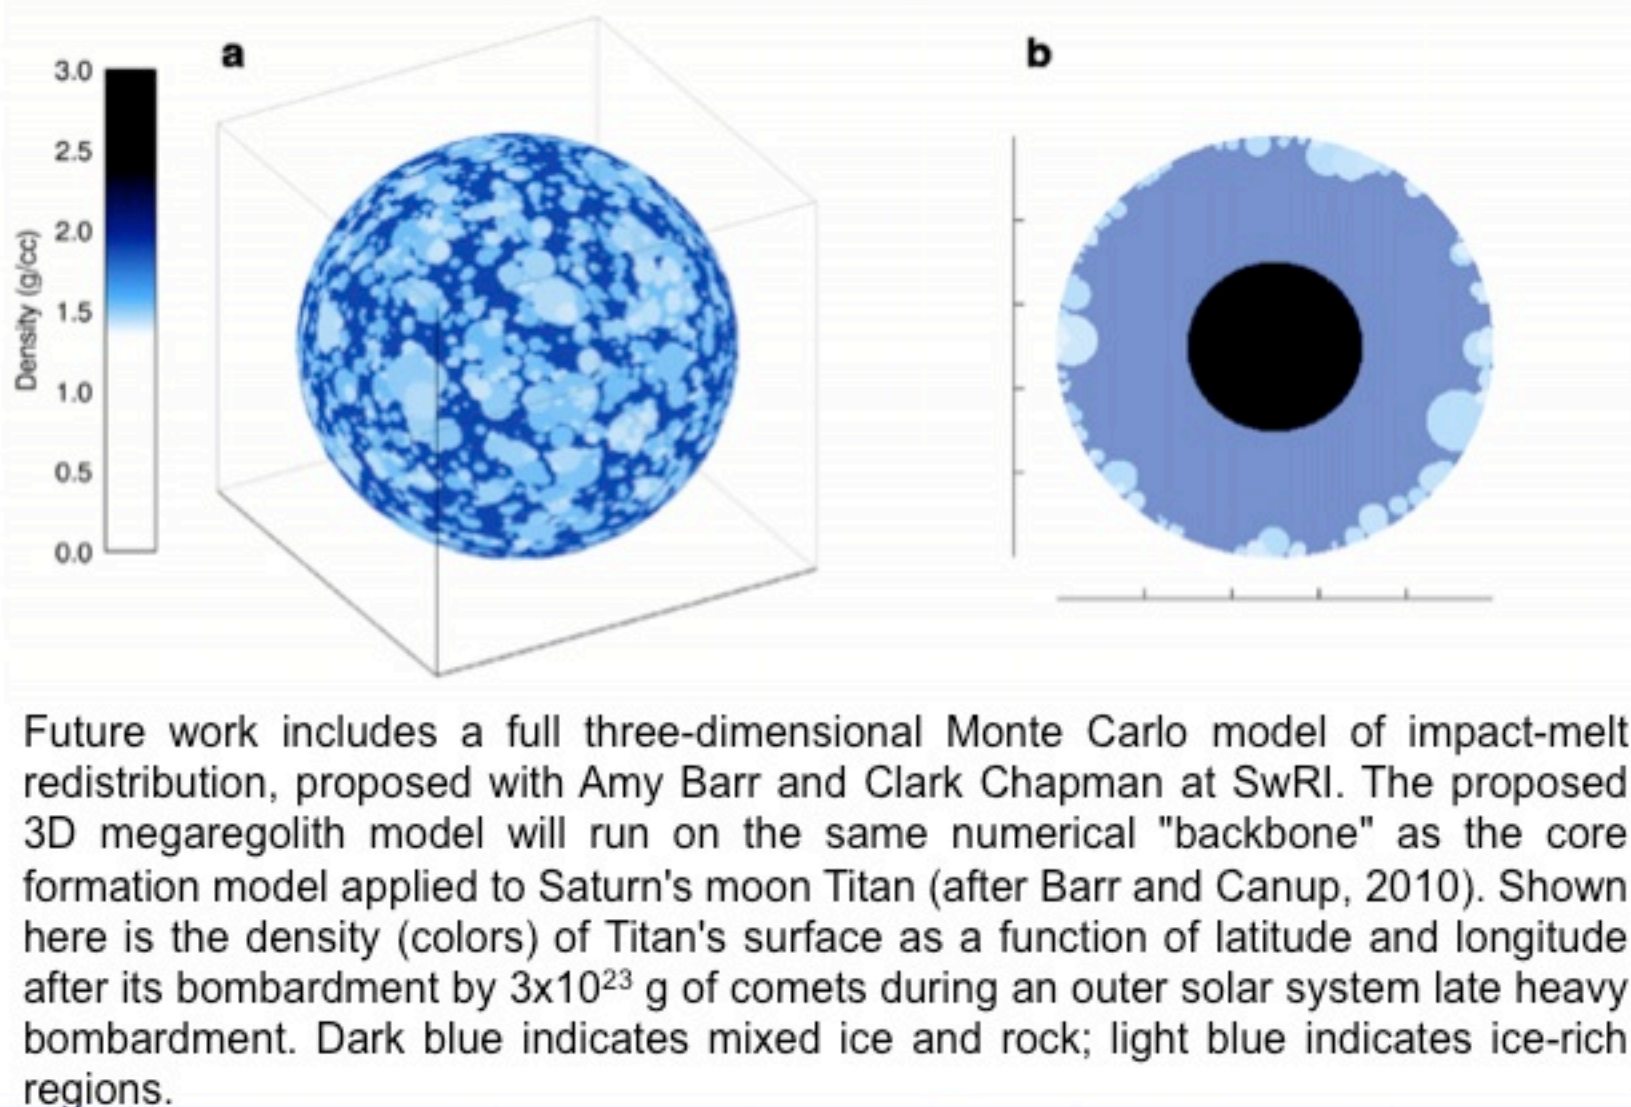 a
b
3.0
2.5
2.0
1.5
1.0
0.5
0.0
Density (g/cc)
Future work includes a full three-dimensional Monte Carlo model of impact-melt
redistribution, proposed with Amy Barr and Clark Chapman at SwRI. The proposed
3D megaregolith model will run on the same numerical "backbone" as the core
formation model applied to Saturn's moon Titan (after Barr and Canup, 2010). Shown
here is the density (colors) of Titan's surface as a function of latitude and longitude
after its bombardment by 3x10²³ g of comets during an outer solar system late heavy
bombardment. Dark blue indicates mixed ice and rock; light blue indicates ice-rich
regions.